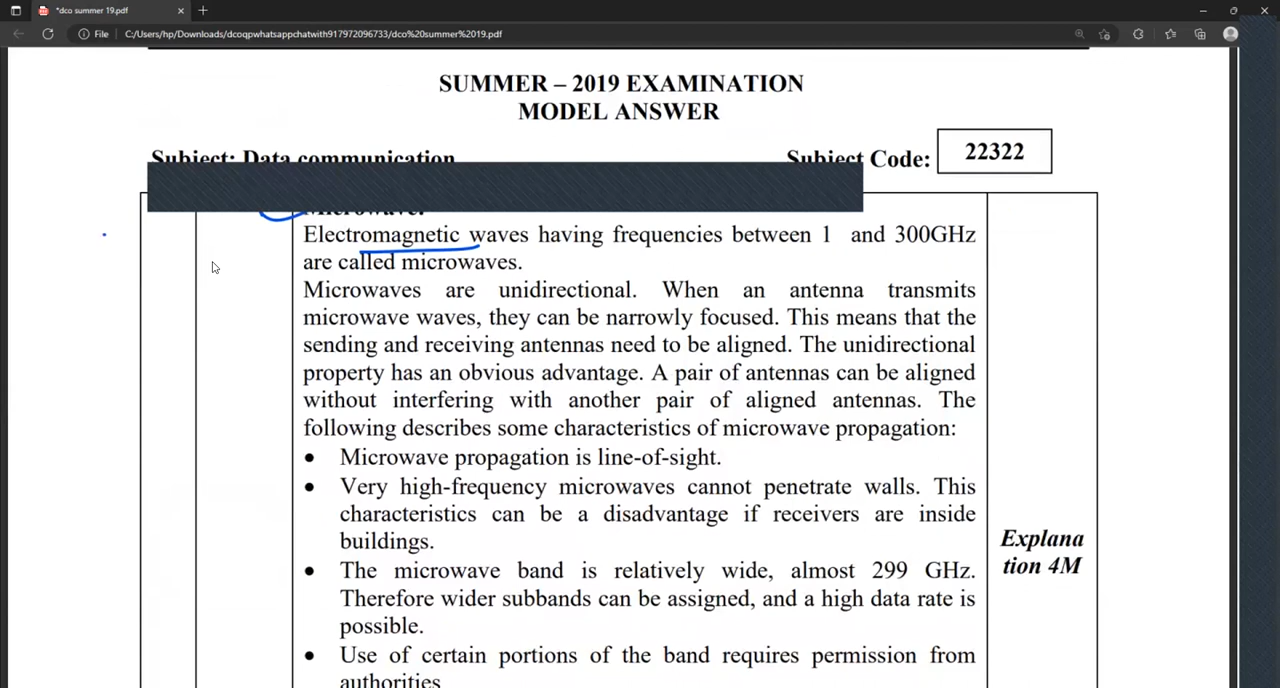 *dco summer 19.pdf
File C:/Users/hp/Downloads/dcoqpwhatsappchatwith917972096733/dco%20summer%2019.pdf
SUMMER – 2019 EXAMINATION
MODEL ANSWER
Subject: Data communication Subject Code: 22322
Microwave:
Electromagnetic waves having frequencies between 1 and 300GHz
are called microwaves.
Microwaves are unidirectional. When an antenna transmits
microwave waves, they can be narrowly focused. This means that the
sending and receiving antennas need to be aligned. The unidirectional
property has an obvious advantage. A pair of antennas can be aligned
without interfering with another pair of aligned antennas. The
following describes some characteristics of microwave propagation:
• Microwave propagation is line-of-sight.
• Very high-frequency microwaves cannot penetrate walls. This
characteristics can be a disadvantage if receivers are inside
buildings.
• The microwave band is relatively wide, almost 299 GHz.
Therefore wider subbands can be assigned, and a high data rate is
possible.
• Use of certain portions of the band requires permission from
authorities
Explana
tion 4M